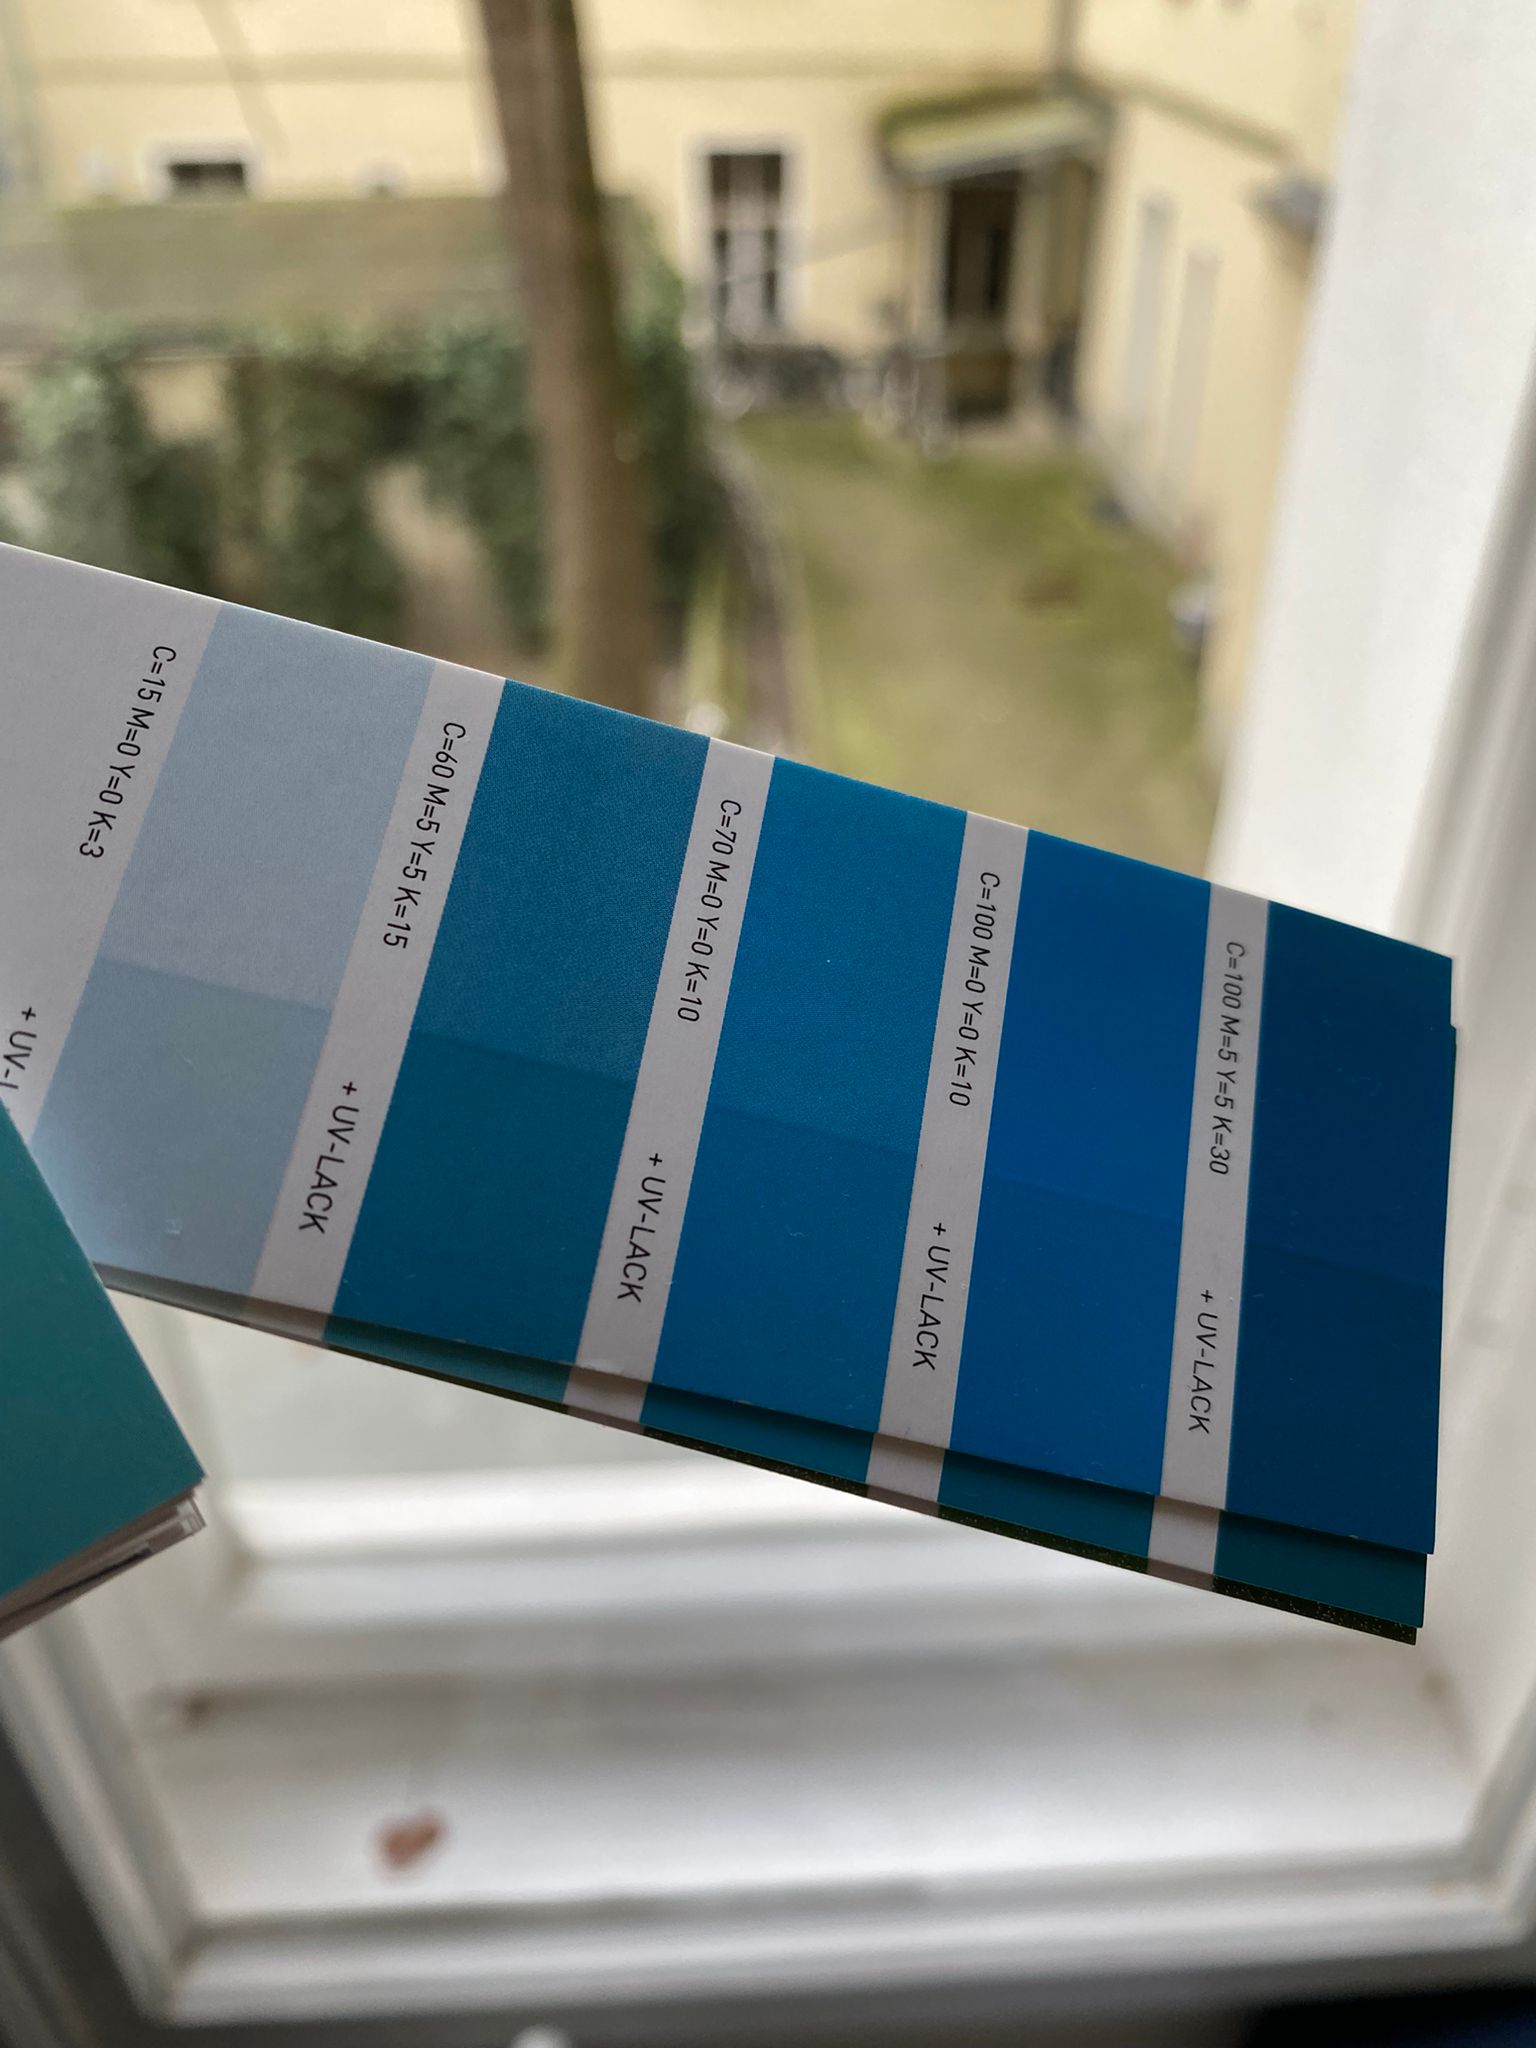 C=15 M=0 Y=0 K=3
C=60 M=5 Y=5 K=15
+ UV-LACK
C=70 M=0 Y=0 K=10
+ UV-LACK
C=100 M=0 Y=0 K=10
+ UV-LACK
C=100 M=5 Y=5 K=30
+ UV-LACK